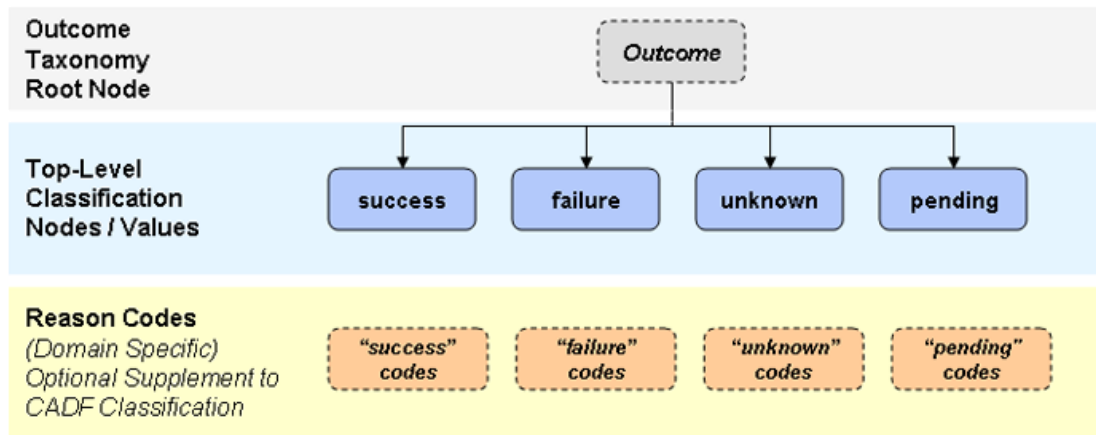 Outcome
Taxonomy
Root Node
Outcome
Top-Level
Classification
Nodes / Values
success
failure
unknown
pending
Reason Codes
(Domain Specific)
Optional Supplement to
CADF Classification
“success”
codes
“failure”
codes
“unknown”
codes
“pending”
codes